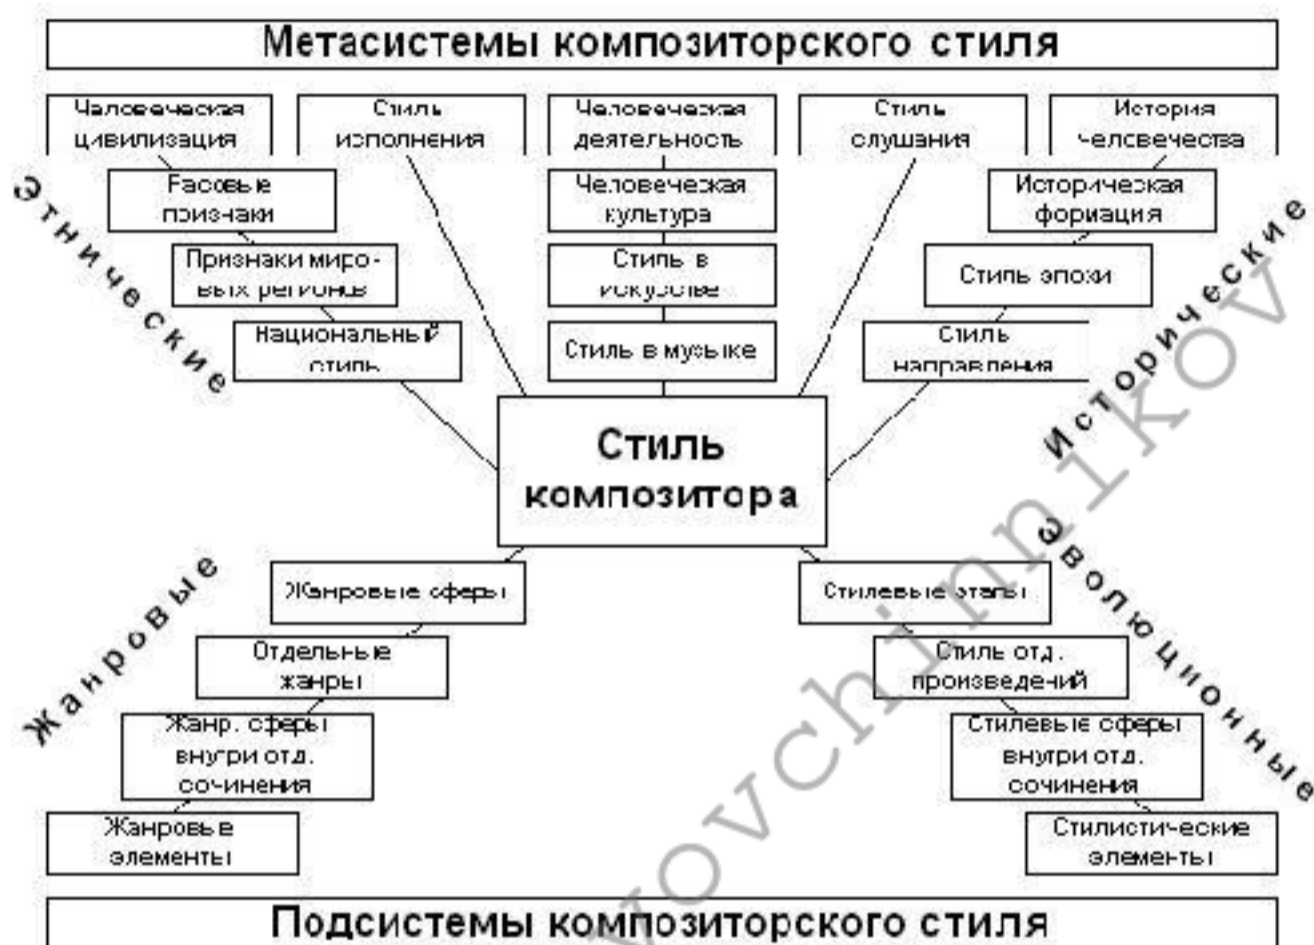 Метасистемы композиторского стиля
Человеческая
цивилизация
Стиль
исполнения
Человеческая
деятельность
Стиль
слушания
История
человечества
Расовые
признаки
Человеческая
культура
Историческая
формация
Этнические
Признаки миро-
вых регионов
Стиль в
искусстве
Стиль эпохи
Исторические
Национальный
стиль
Стиль в музыке
Стиль
направления
Стиль
композитора
Жанровые
Жанровые сферы
Стилевые этапы
Эволюционные
Отдельные
жанры
Стиль отд.
произведений
Жанр. сферы
внутри отд.
сочинения
Стилевые сферы
внутри отд.
сочинения
Жанровые
элементы
Стилистические
элементы
Подсистемы композиторского стиля
vovchinnikov